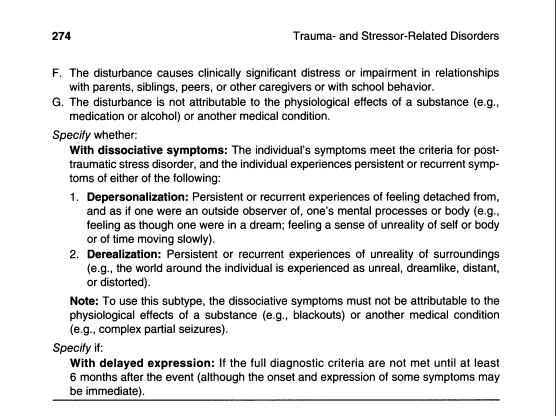 274 Trauma- and Stressor-Related Disorders
F. The disturbance causes clinically significant distress or impairment in relationships
with parents, siblings, peers, or other caregivers or with school behavior.
G. The disturbance is not attributable to the physiological effects of a substance (e.g.,
medication or alcohol) or another medical condition.
Specify whether:
With dissociative symptoms: The individual's symptoms meet the criteria for post-
traumatic stress disorder, and the individual experiences persistent or recurrent symp-
toms of either of the following:
1. Depersonalization: Persistent or recurrent experiences of feeling detached from,
and as if one were an outside observer of, one's mental processes or body (e.g.,
feeling as though one were in a dream; feeling a sense of unreality of self or body
or of time moving slowly).
2. Derealization: Persistent or recurrent experiences of unreality of surroundings
(e.g., the world around the individual is experienced as unreal, dreamlike, distant,
or distorted).
Note: To use this subtype, the dissociative symptoms must not be attributable to the
physiological effects of a substance (e.g., blackouts) or another medical condition
(e.g., complex partial seizures).
Specify if:
With delayed expression: If the full diagnostic criteria are not met until at least
6 months after the event (although the onset and expression of some symptoms may
be immediate).